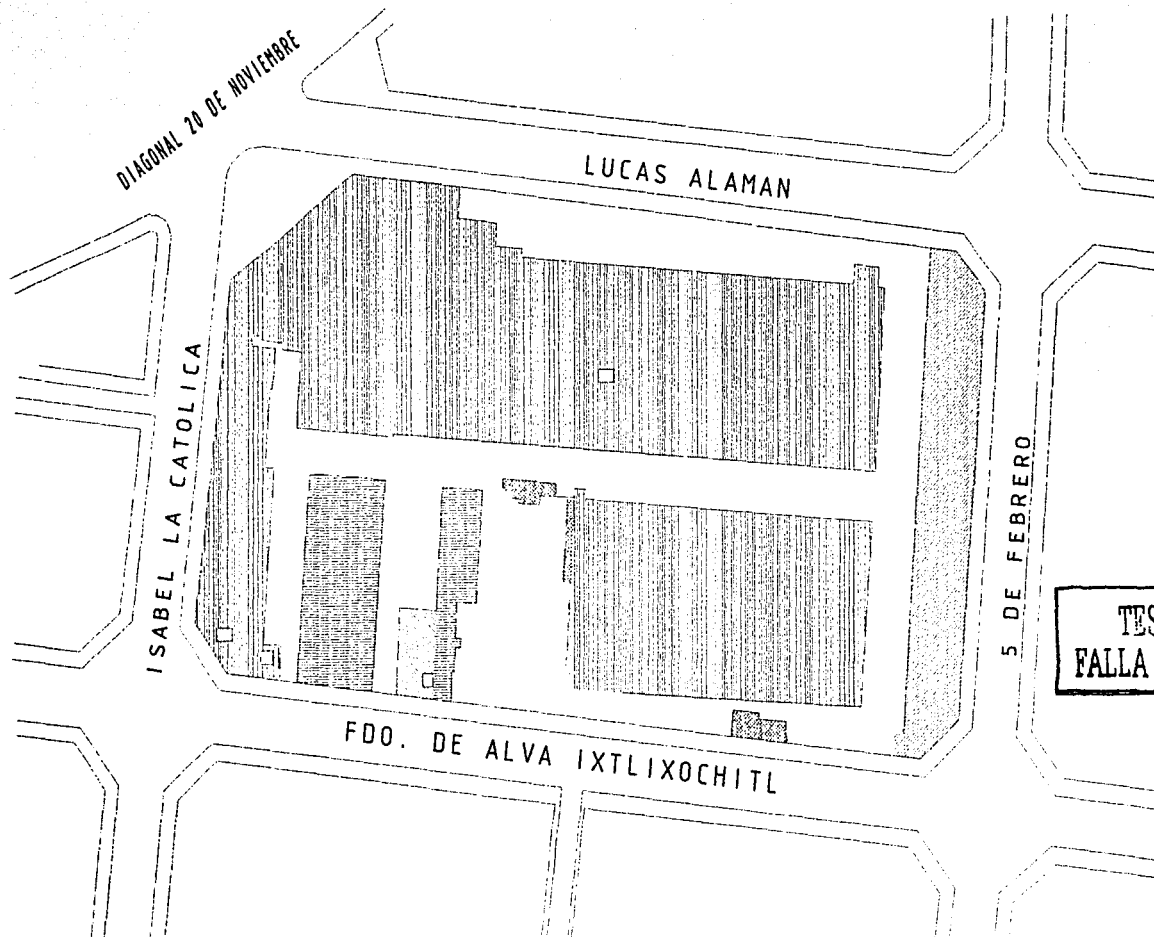 DIAGONAL 20 DE NOVIEMBRE
LUCAS ALAMAN
ISABEL LA CATOLICA
5 DE FEBRERO
FALLA
FDO. DE ALVA IXTLIXOCHITL